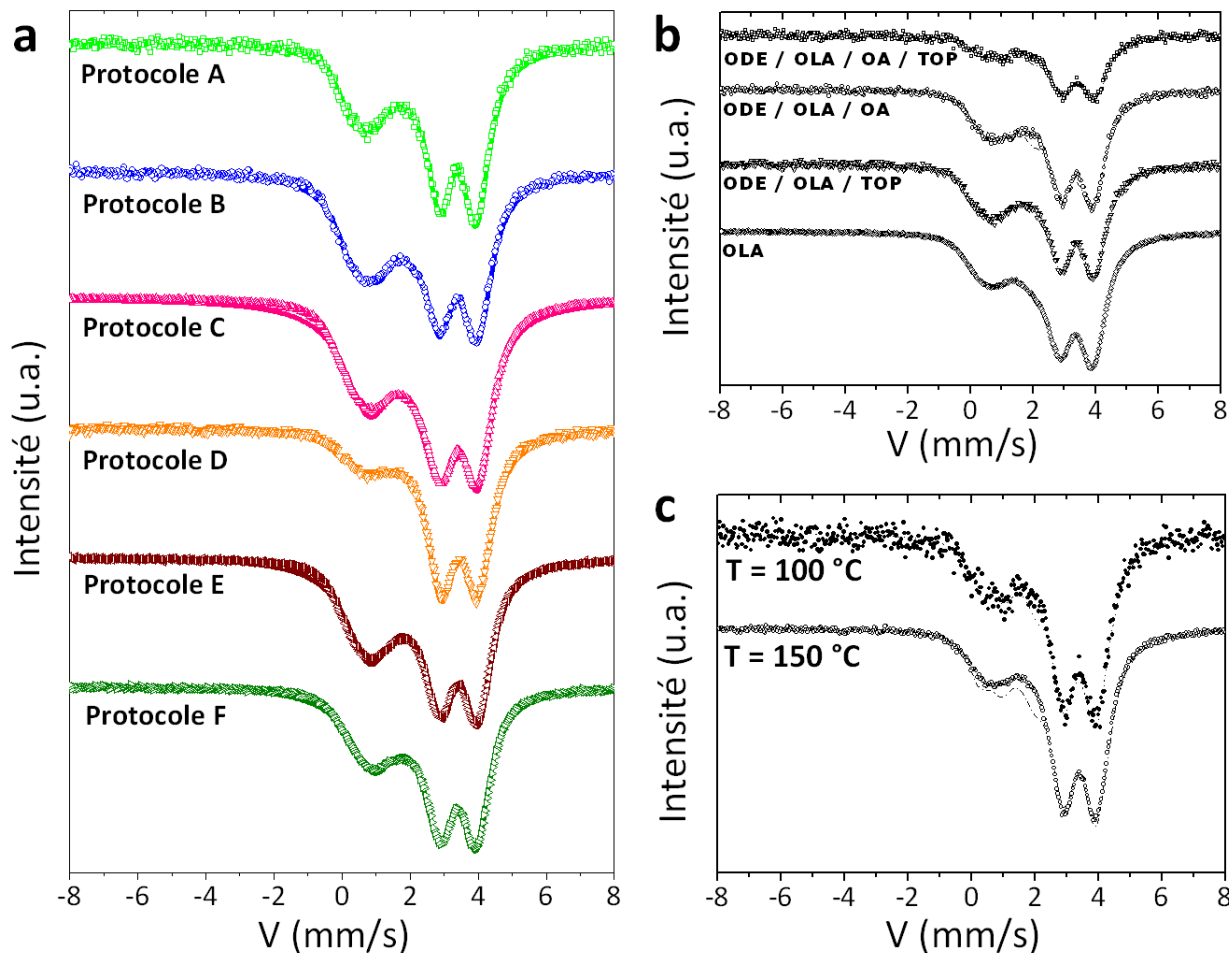 a
Protocole A
Protocole B
Protocole C
Protocole D
Protocole E
Protocole F
Intensité (u.a.)
-8 -6 -4 -2 0 2 4 6 8
V (mm/s)
b
ODE / OLA / OA / TOP
ODE / OLA / OA
ODE / OLA / TOP
OLA
Intensité (u.a.)
-8 -6 -4 -2 0 2 4 6 8
V (mm/s)
c
T = 100 °C
T = 150 °C
Intensité (u.a.)
-8 -6 -4 -2 0 2 4 6 8
V (mm/s)